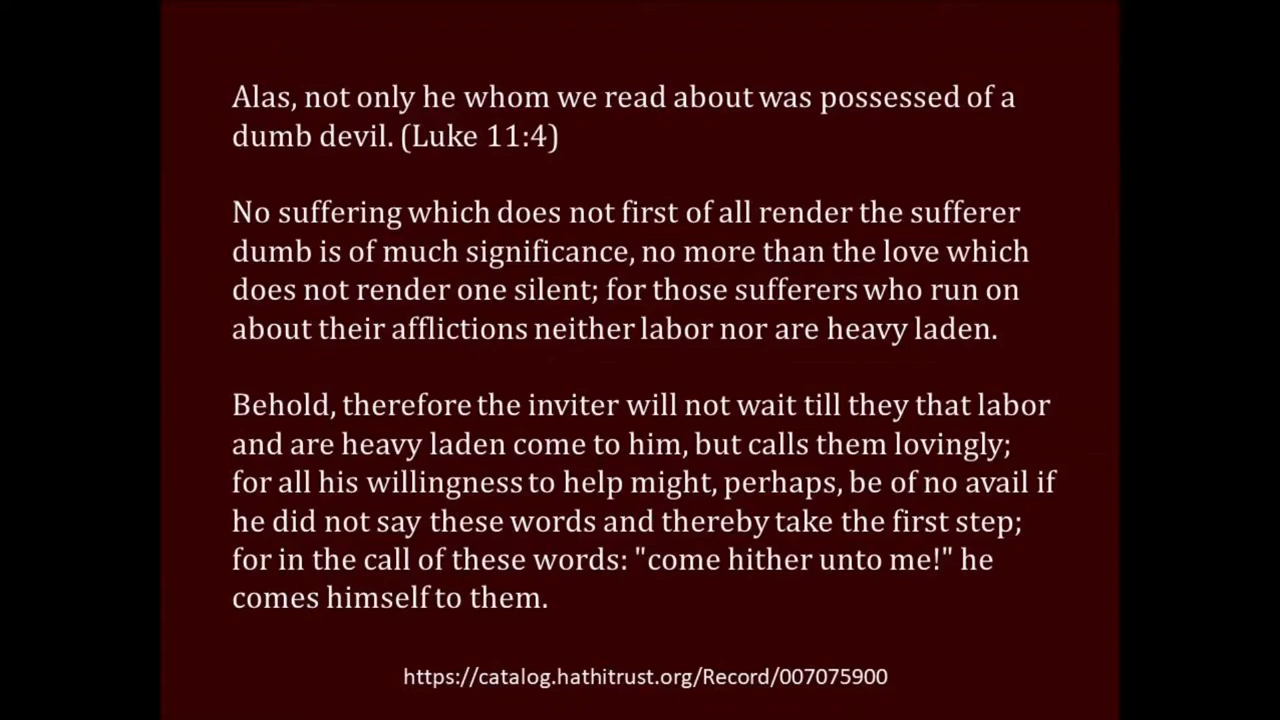 Alas, not only he whom we read about was possessed of a
dumb devil. (Luke 11:4)
No suffering which does not first of all render the sufferer
dumb is of much significance, no more than the love which
does not render one silent; for those sufferers who run on
about their afflictions neither labor nor are heavy laden.
Behold, therefore the inviter will not wait till they that labor
and are heavy laden come to him, but calls them lovingly;
for all his willingness to help might, perhaps, be of no avail if
he did not say these words and thereby take the first step;
for in the call of these words: "come hither unto me!" he
comes himself to them.
https://catalog.hathitrust.org/Record/007075900